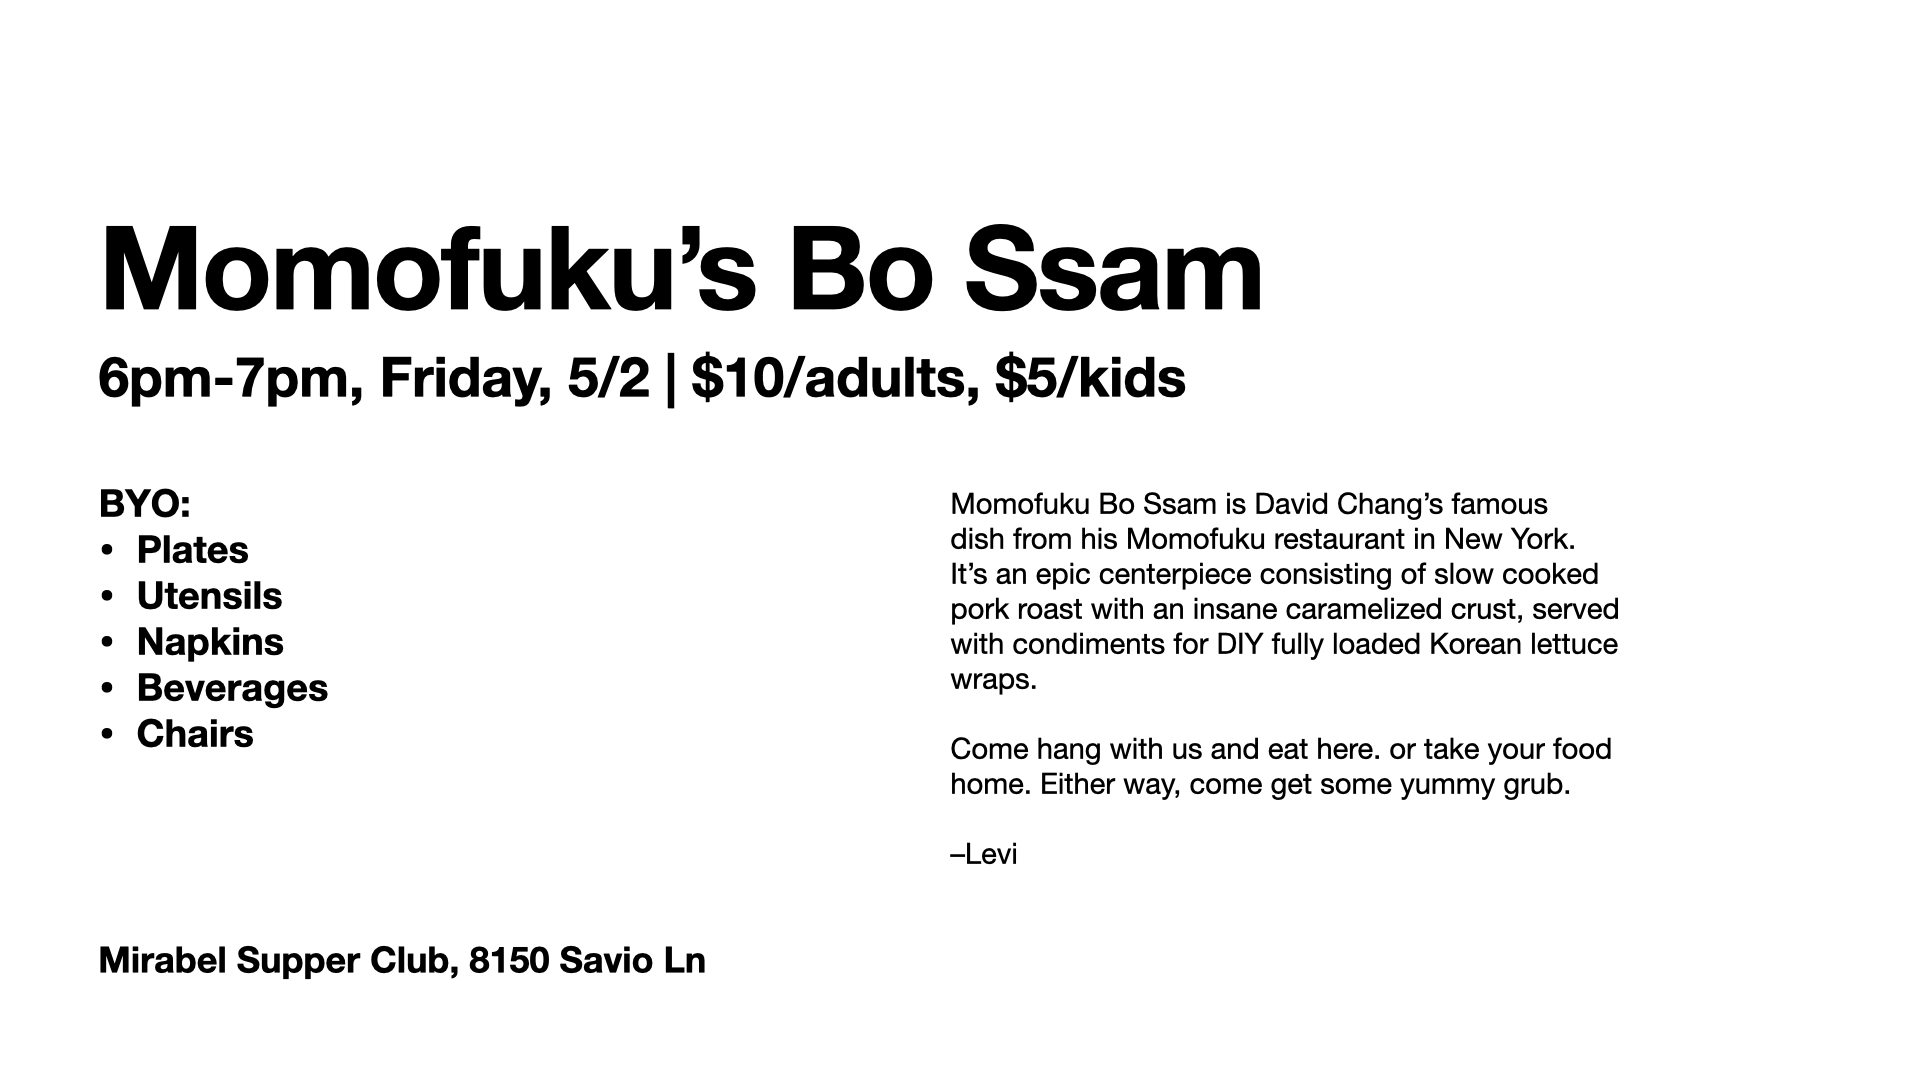 Momofuku’s Bo Ssam
6pm-7pm, Friday, 5/2 | $10/adults, $5/kids
BYO:
• Plates
• Utensils
• Napkins
• Beverages
• Chairs
Momofuku Bo Ssam is David Chang’s famous
dish from his Momofuku restaurant in New York.
It’s an epic centerpiece consisting of slow cooked
pork roast with an insane caramelized crust, served
with condiments for DIY fully loaded Korean lettuce
wraps.
Come hang with us and eat here. or take your food
home. Either way, come get some yummy grub.
–Levi
Mirabel Supper Club, 8150 Savio Ln